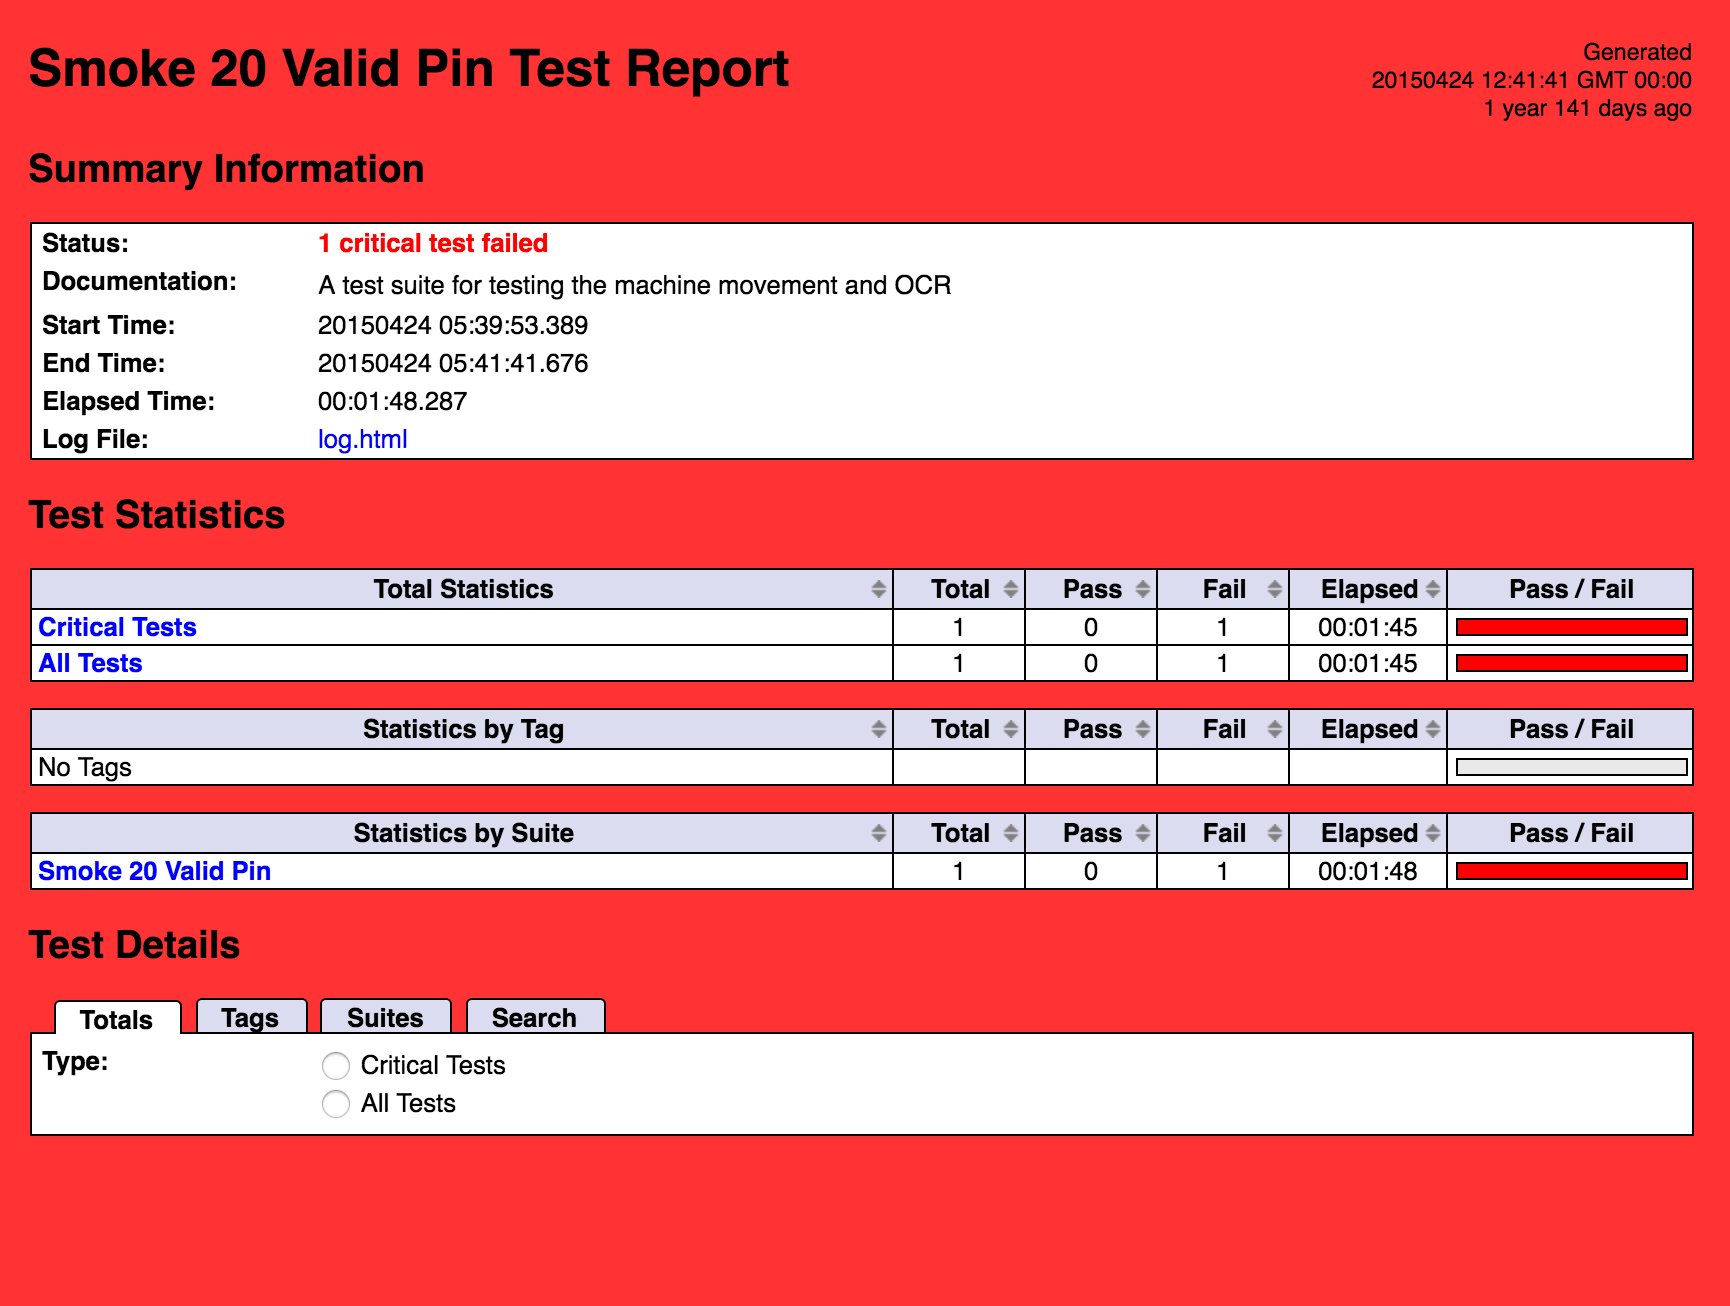 Smoke 20 Valid Pin Test Report
Generated
20150424 12:41:41 GMT 00:00
1 year 141 days ago
Summary Information
Status: 1 critical test failed
Documentation: A test suite for testing the machine movement and OCR
Start Time: 20150424 05:39:53.389
End Time: 20150424 05:41:41.676
Elapsed Time: 00:01:48.287
Log File: log.html
Test Statistics
Total Statistics Total Pass Fail Elapsed Pass / Fail
Critical Tests 1 0 1 00:01:45
All Tests 1 0 1 00:01:45
Statistics by Tag Total Pass Fail Elapsed Pass / Fail
No Tags
Statistics by Suite Total Pass Fail Elapsed Pass / Fail
Smoke 20 Valid Pin 1 0 1 00:01:48
Test Details
Totals Tags Suites Search
Type: Critical Tests
All Tests